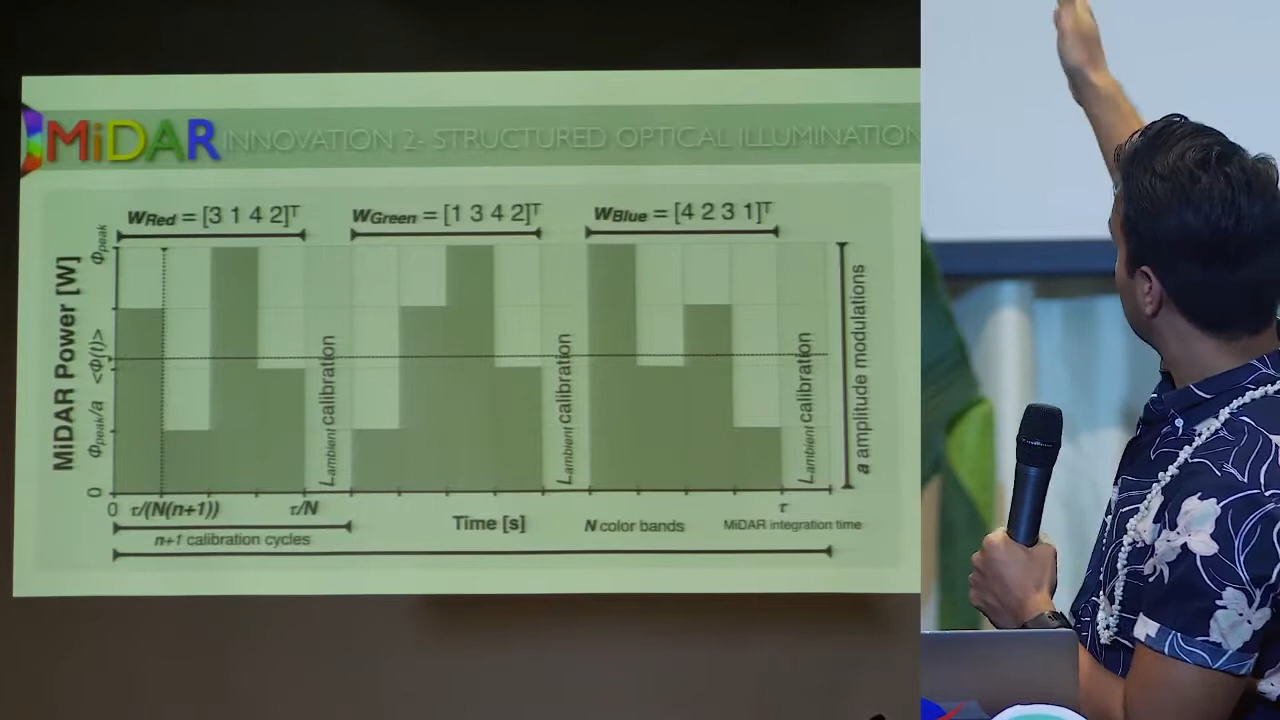 MiDAR INNOVATION 2- STRUCTURED OPTICAL ILLUMINATION
WRed = [3 1 4 2]ᵀ
WGreen = [1 3 4 2]ᵀ
WBlue = [4 2 3 1]ᵀ
MiDAR Power [W]
Φpeak
<Φ(t)>
Φpeak/a
0
Lambient calibration
Lambient calibration
Lambient calibration
a amplitude modulations
0 τ/(N(n+1)) τ/N
Time [s]
N color bands
τ
MiDAR integration time
n+1 calibration cycles